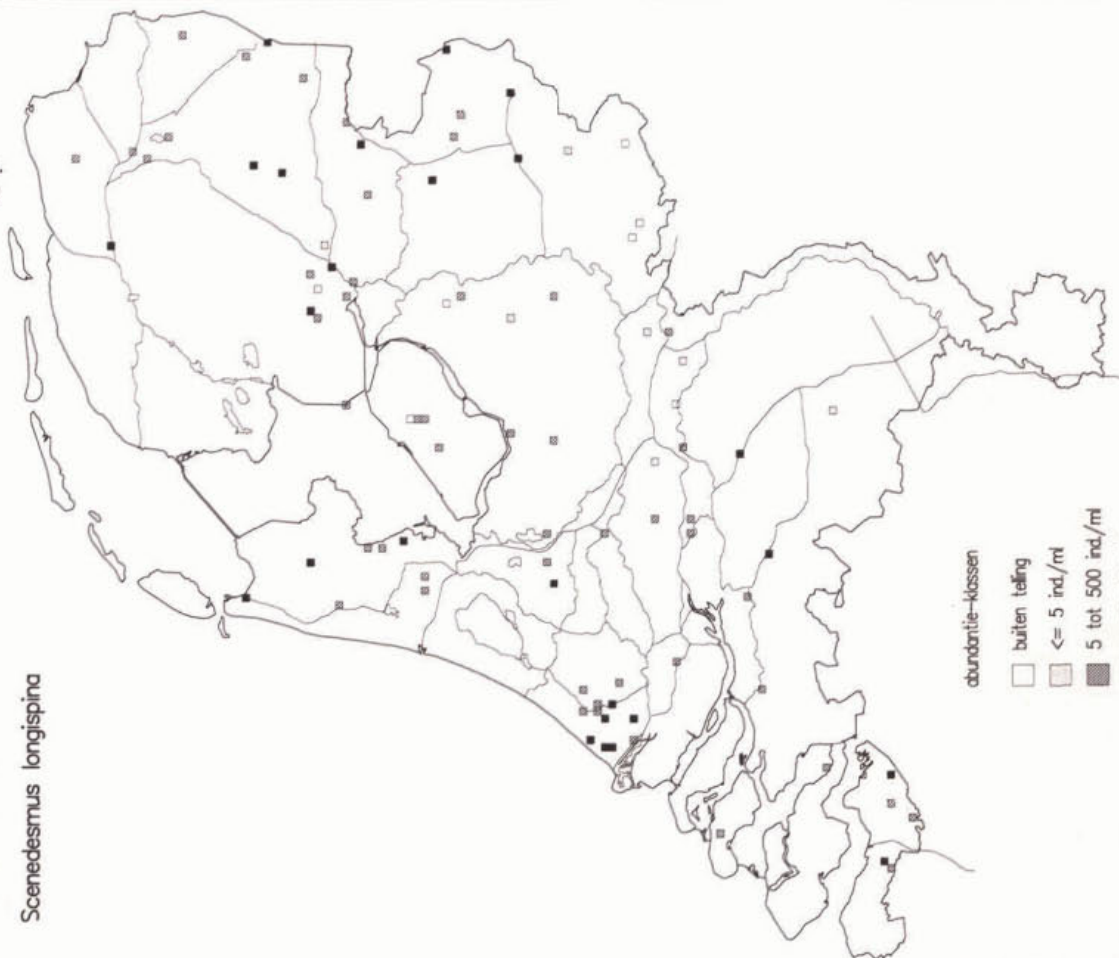 Scenedesmus longispina
abundantie-klassen
buiten telling
<= 5 ind./ml
5 tot 500 ind./ml